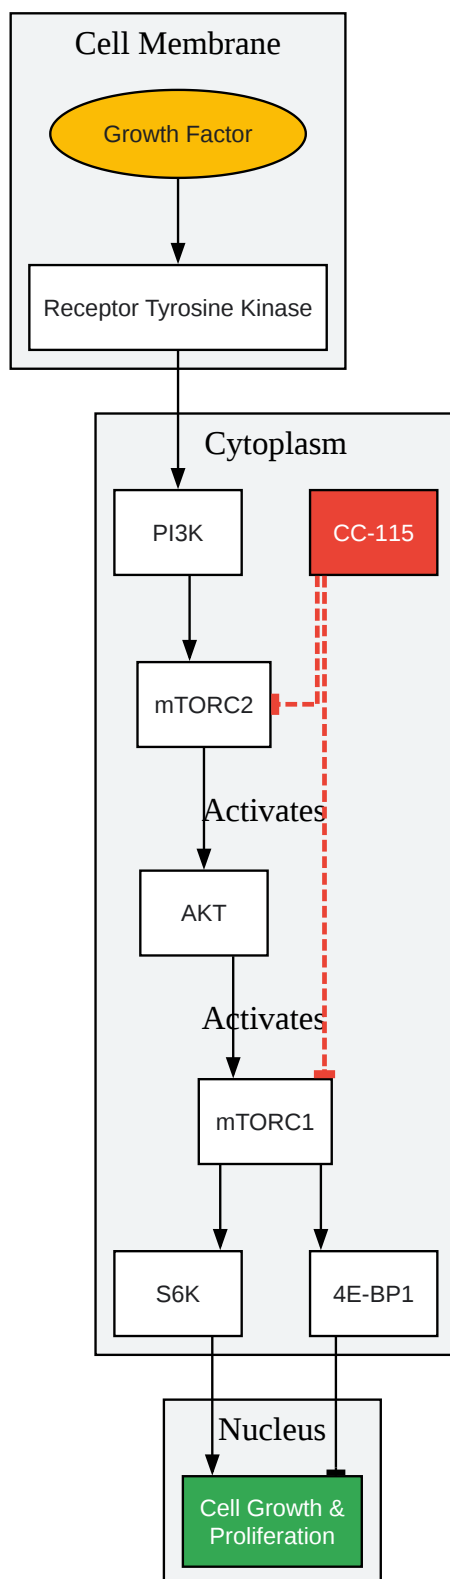 Cell Membrane
Growth Factor
Receptor Tyrosine Kinase
Cytoplasm
PI3K
CC-115
mTORC2
Activates
AKT
Activates
mTORC1
S6K
4E-BP1
Nucleus
Cell Growth &
Proliferation